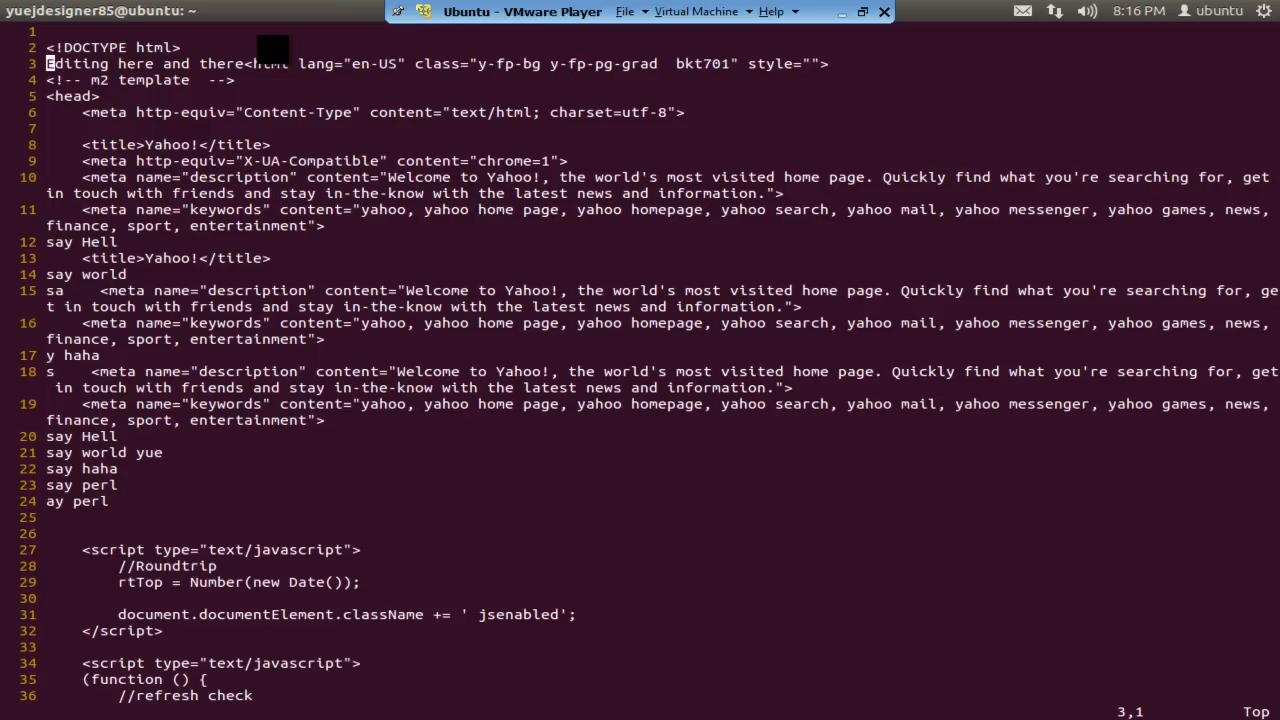 yuejdesigner85@ubuntu: ~ Ubuntu - VMware Player File Virtual Machine Help 8:16 PM ubuntu
1
2 <!DOCTYPE html>
3 Editing here and there<html lang="en-US" class="y-fp-bg y-fp-pg-grad  bkt701" style="">
4 <!-- m2 template  -->
5 <head>
6     <meta http-equiv="Content-Type" content="text/html; charset=utf-8">
7
8     <title>Yahoo!</title>
9     <meta http-equiv="X-UA-Compatible" content="chrome=1">
10     <meta name="description" content="Welcome to Yahoo!, the world's most visited home page. Quickly find what you're searching for, get
in touch with friends and stay in-the-know with the latest news and information.">
11     <meta name="keywords" content="yahoo, yahoo home page, yahoo homepage, yahoo search, yahoo mail, yahoo messenger, yahoo games, news,
finance, sport, entertainment">
12 say Hell
13     <title>Yahoo!</title>
14 say world
15 sa    <meta name="description" content="Welcome to Yahoo!, the world's most visited home page. Quickly find what you're searching for, ge
t in touch with friends and stay in-the-know with the latest news and information.">
16     <meta name="keywords" content="yahoo, yahoo home page, yahoo homepage, yahoo search, yahoo mail, yahoo messenger, yahoo games, news,
finance, sport, entertainment">
17 y haha
18 s    <meta name="description" content="Welcome to Yahoo!, the world's most visited home page. Quickly find what you're searching for, get
in touch with friends and stay in-the-know with the latest news and information.">
19     <meta name="keywords" content="yahoo, yahoo home page, yahoo homepage, yahoo search, yahoo mail, yahoo messenger, yahoo games, news,
finance, sport, entertainment">
20 say Hell
21 say world yue
22 say haha
23 say perl
24 ay perl
25
26
27     <script type="text/javascript">
28         //Roundtrip
29         rtTop = Number(new Date());
30
31         document.documentElement.className += ' jsenabled';
32     </script>
33
34     <script type="text/javascript">
35     (function () {
36         //refresh check
3,1 Top